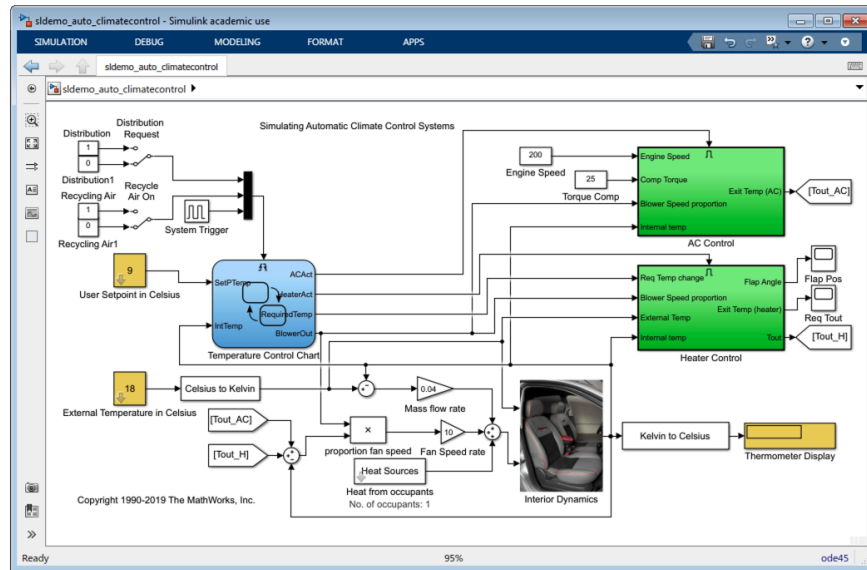 sldemo_auto_climatecontrol - Simulink academic use
SIMULATION DEBUG MODELING FORMAT APPS
sldemo_auto_climatecontrol
sldemo_auto_climatecontrol
Simulating Automatic Climate Control Systems
Distribution
Distribution
Request
1
0
Distribution1
Recycling Air
Recycle
Air On
1
0
Recycling Air1
System Trigger
200
Engine Speed
25
Torque Comp
Engine Speed
Comp Torque
Blower Speed proportion
Internal temp
Exit Temp (AC)
AC Control
[Tout_AC]
9
User Setpoint in Celsius
SetPTemp
IntTemp
ACAct
HeaterAct
RequiredTemp
BlowerOut
Temperature Control Chart
Req Temp change
Blower Speed proportion
External Temp
Internal temp
Flap Angle
Exit Temp (heater)
Tout
Heater Control
Flap Pos
Req Tout
[Tout_H]
18
External Temperature in Celsius
Celsius to Kelvin
0.04
Mass flow rate
[Tout_AC]
[Tout_H]
×
proportion fan speed
10
Fan Speed rate
Heat Sources
Heat from occupants
No. of occupants: 1
Interior Dynamics
Kelvin to Celsius
Thermometer Display
Copyright 1990-2019 The MathWorks, Inc.
Ready 95% ode45